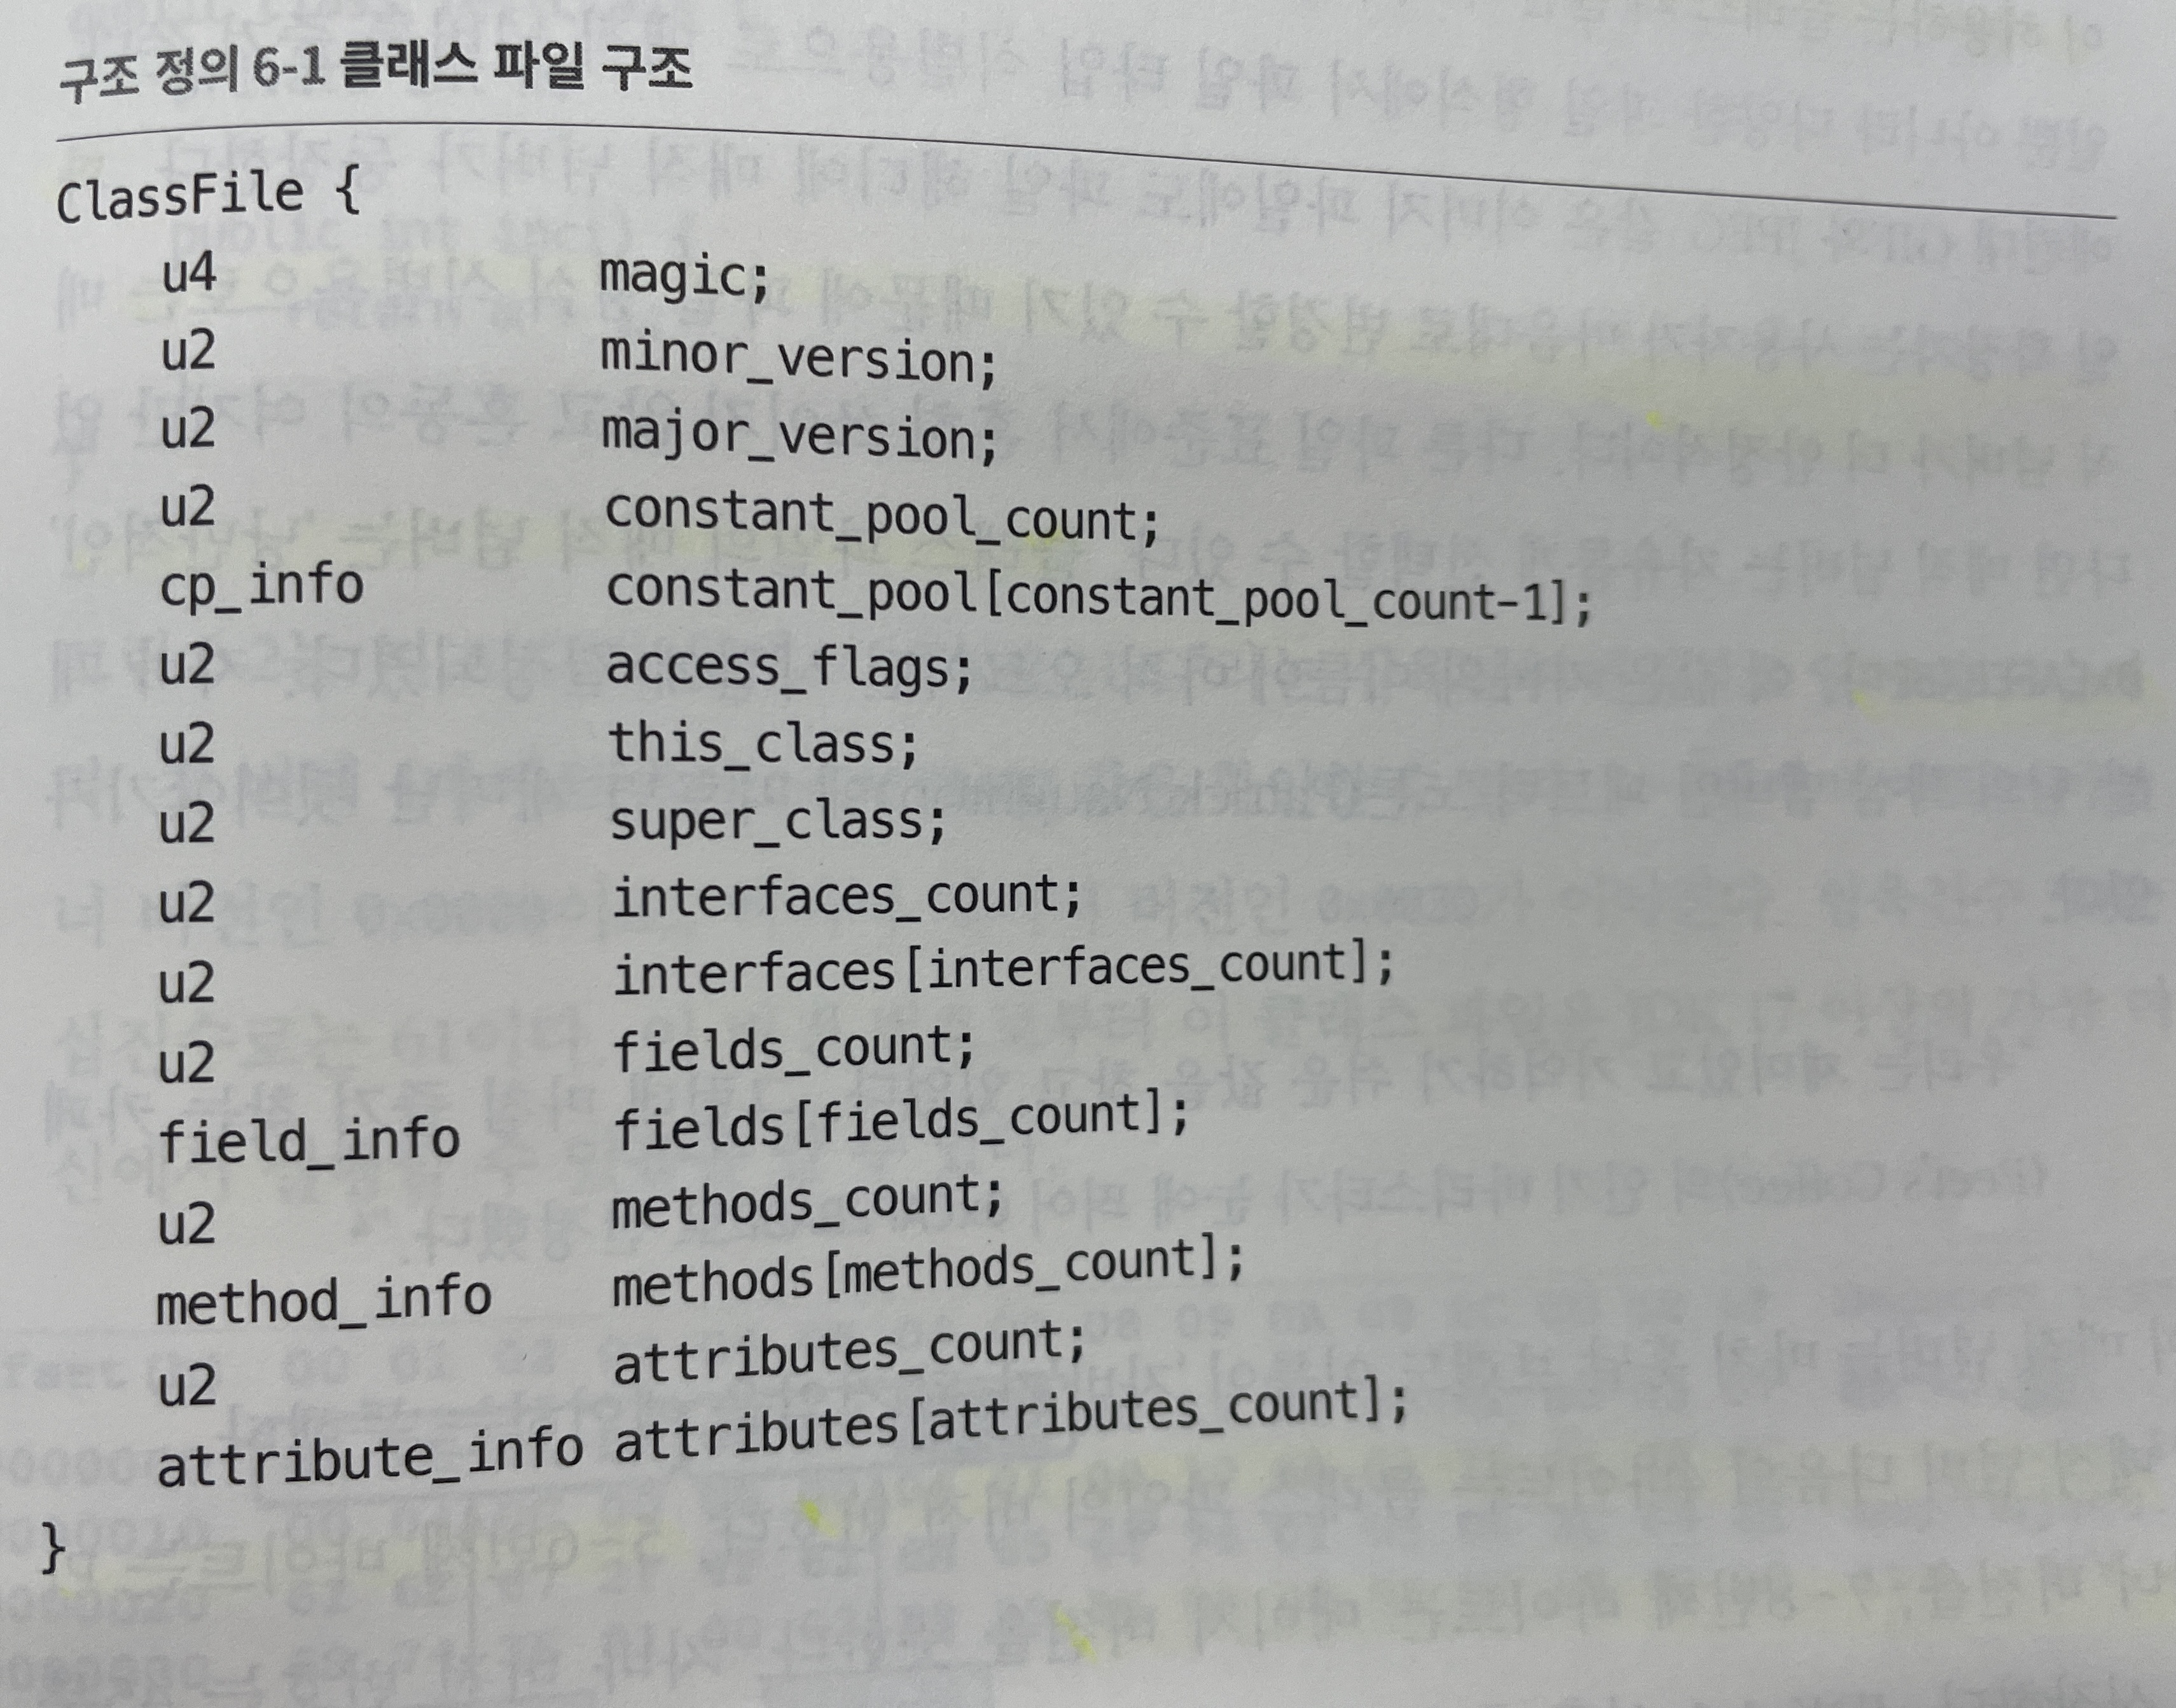 구조 정의 6-1 클래스 파일 구조
ClassFile {
u4 magic;
u2 minor_version;
u2 major_version;
u2 constant_pool_count;
cp_info constant_pool[constant_pool_count-1];
u2 access_flags;
u2 this_class;
u2 super_class;
u2 interfaces_count;
u2 interfaces[interfaces_count];
u2 fields_count;
field_info fields[fields_count];
u2 methods_count;
method_info methods[methods_count];
u2 attributes_count;
attribute_info attributes[attributes_count];
}